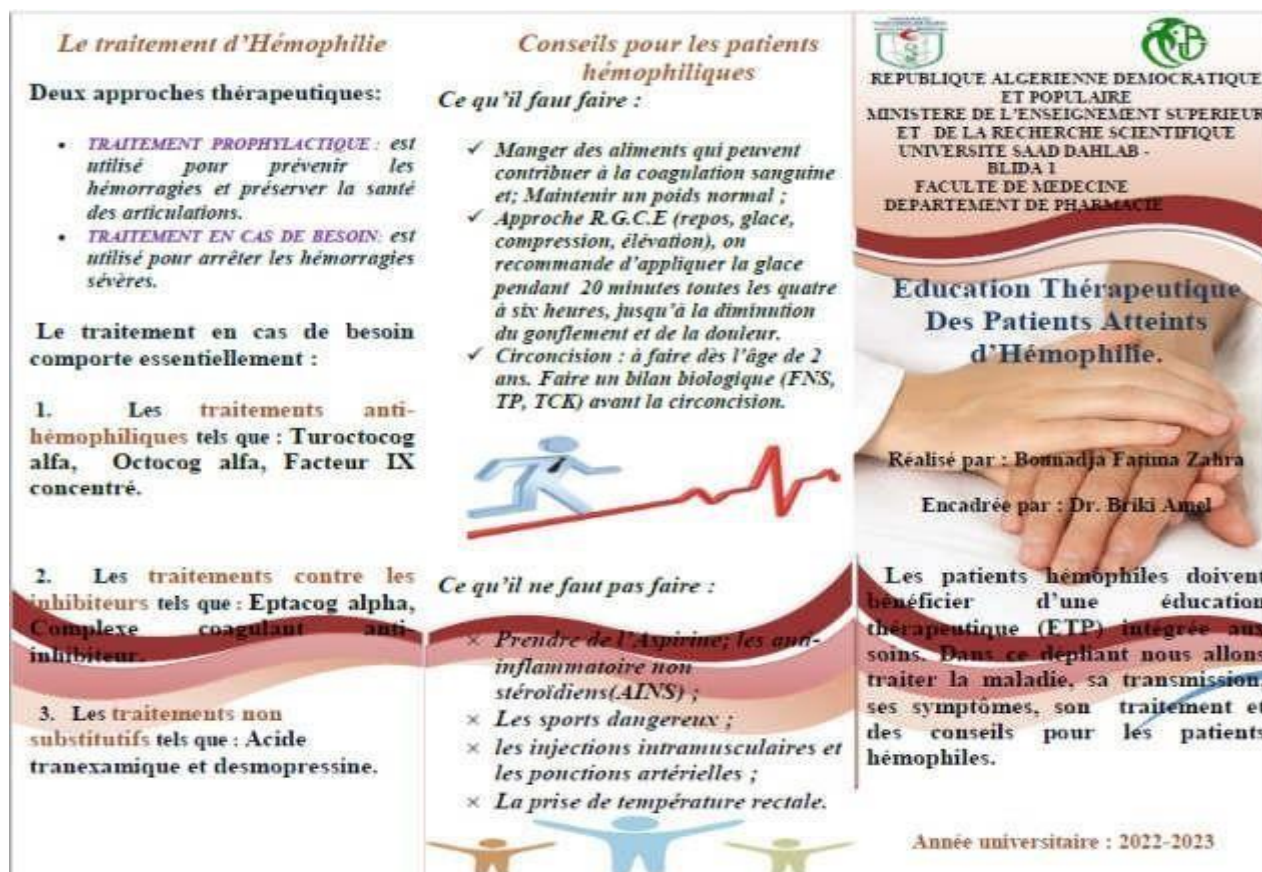 Le traitement d'Hémophilie
Deux approches thérapeutiques:
• TRAITEMENT PROPHYLACTIQUE : est
utilisé pour prévenir les
hémorragies et préserver la santé
des articulations.
• TRAITEMENT EN CAS DE BESOIN: est
utilisé pour arrêter les hémorragies
sévères.
Le traitement en cas de besoin
comporte essentiellement :
1. Les traitements anti-
hémophiliques tels que : Turoctocog
alfa, Octocog alfa, Facteur IX
concentré.
2. Les traitements contre les
inhibiteurs tels que : Eptacog alpha,
Complexe coagulant anti-
inhibiteur.
3. Les traitements non
substitutifs tels que : Acide
tranexamique et desmopressine.
Conseils pour les patients
hémophiliques
Ce qu'il faut faire :
✓ Manger des aliments qui peuvent
contribuer à la coagulation sanguine
et; Maintenir un poids normal ;
✓ Approche R.G.C.E (repos, glace,
compression, élévation), on
recommande d'appliquer la glace
pendant 20 minutes toutes les quatre
à six heures, jusqu'à la diminution
du gonflement et de la douleur.
✓ Circoncision : à faire dès l'âge de 2
ans. Faire un bilan biologique (FNS,
TP, TCK) avant la circoncision.
Ce qu'il ne faut pas faire :
× Prendre de l'Aspirine; les anti-
inflammatoire non
stéroïdiens(AINS) ;
× Les sports dangereux ;
× les injections intramusculaires et
les ponctions artérielles ;
× La prise de température rectale.
REPUBLIQUE ALGERIENNE DEMOCRATIQUE
ET POPULAIRE
MINISTERE DE L'ENSEIGNEMENT SUPERIEUR
ET DE LA RECHERCHE SCIENTIFIQUE
UNIVERSITE SAAD DAHLAB -
BLIDA 1
FACULTE DE MEDECINE
DEPARTEMENT DE PHARMACIE
Education Thérapeutique
Des Patients Atteints
d'Hémophilie.
Réalisé par : Bounadja Fatima Zahra
Encadrée par : Dr. Briki Amel
Les patients hémophiles doivent
bénéficier d'une éducation
thérapeutique (ETP) intégrée aux
soins. Dans ce dépliant nous allons
traiter la maladie, sa transmission,
ses symptômes, son traitement et
des conseils pour les patients
hémophiles.
Année universitaire : 2022-2023